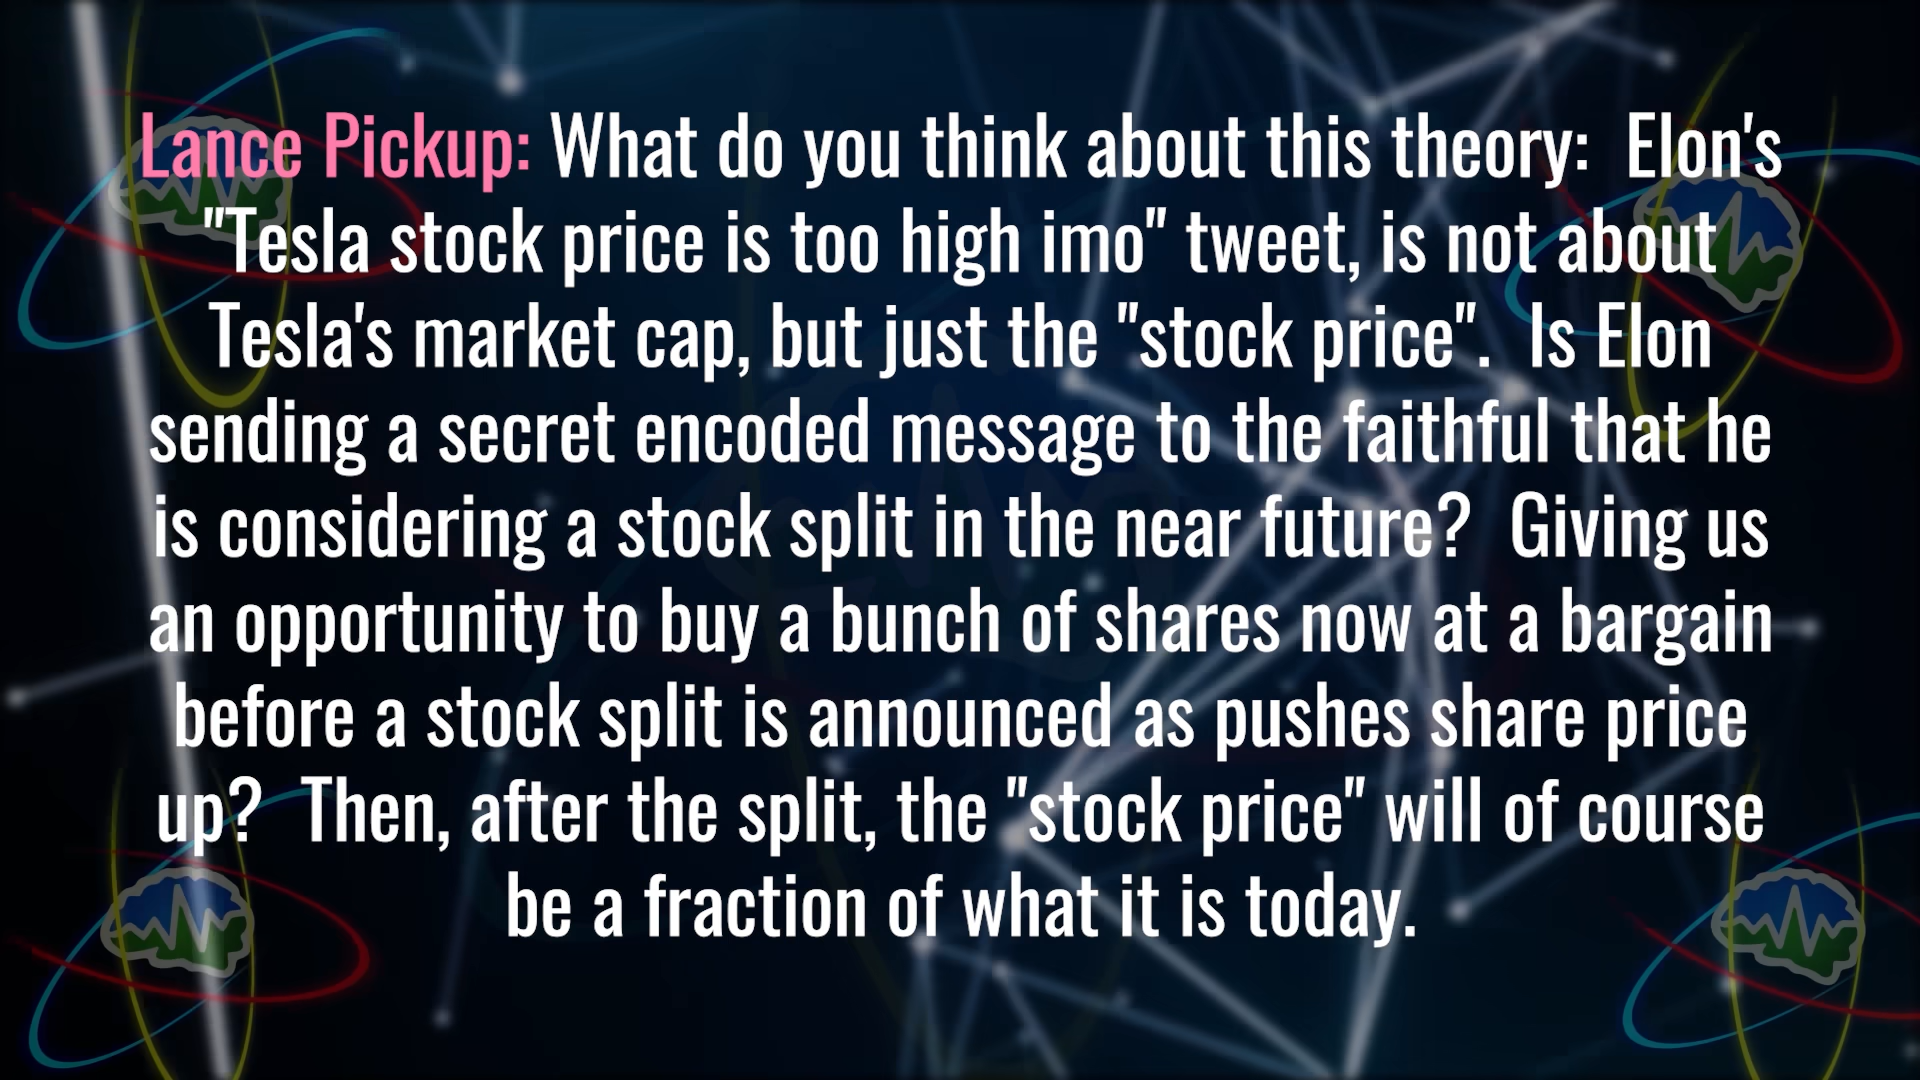 Lance Pickup: What do you think about this theory:  Elon's
"Tesla stock price is too high imo" tweet, is not about
Tesla's market cap, but just the "stock price".  Is Elon
sending a secret encoded message to the faithful that he
is considering a stock split in the near future?  Giving us
an opportunity to buy a bunch of shares now at a bargain
before a stock split is announced as pushes share price
up?  Then, after the split, the "stock price" will of course
be a fraction of what it is today.